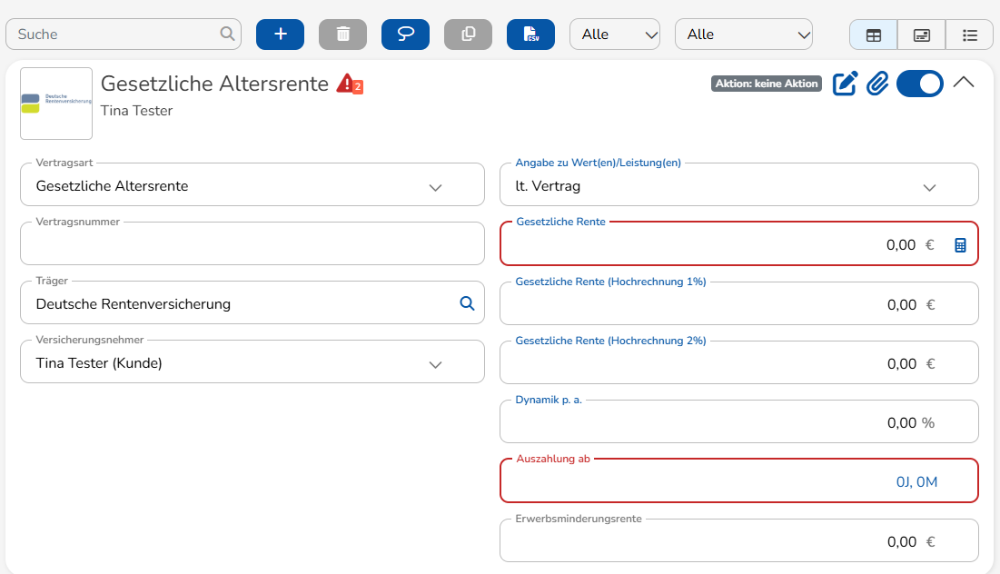 Suche
CSV
Alle
Alle
Deutsche
Rentenversicherung
Gesetzliche Altersrente
2
Tina Tester
Aktion: keine Aktion
Vertragsart
Gesetzliche Altersrente
Vertragsnummer
Träger
Deutsche Rentenversicherung
Versicherungsnehmer
Tina Tester (Kunde)
Angabe zu Wert(en)/Leistung(en)
lt. Vertrag
Gesetzliche Rente
0,00 €
Gesetzliche Rente (Hochrechnung 1%)
0,00 €
Gesetzliche Rente (Hochrechnung 2%)
0,00 €
Dynamik p. a.
0,00 %
Auszahlung ab
0J, 0M
Erwerbsminderungsrente
0,00 €